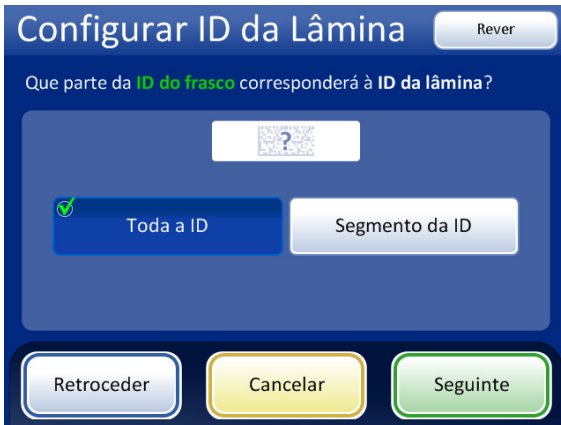 Configurar ID da Lâmina
Rever
Que parte da ID do frasco corresponderá à ID da lâmina?
?
Toda a ID
Segmento da ID
Retroceder
Cancelar
Seguinte